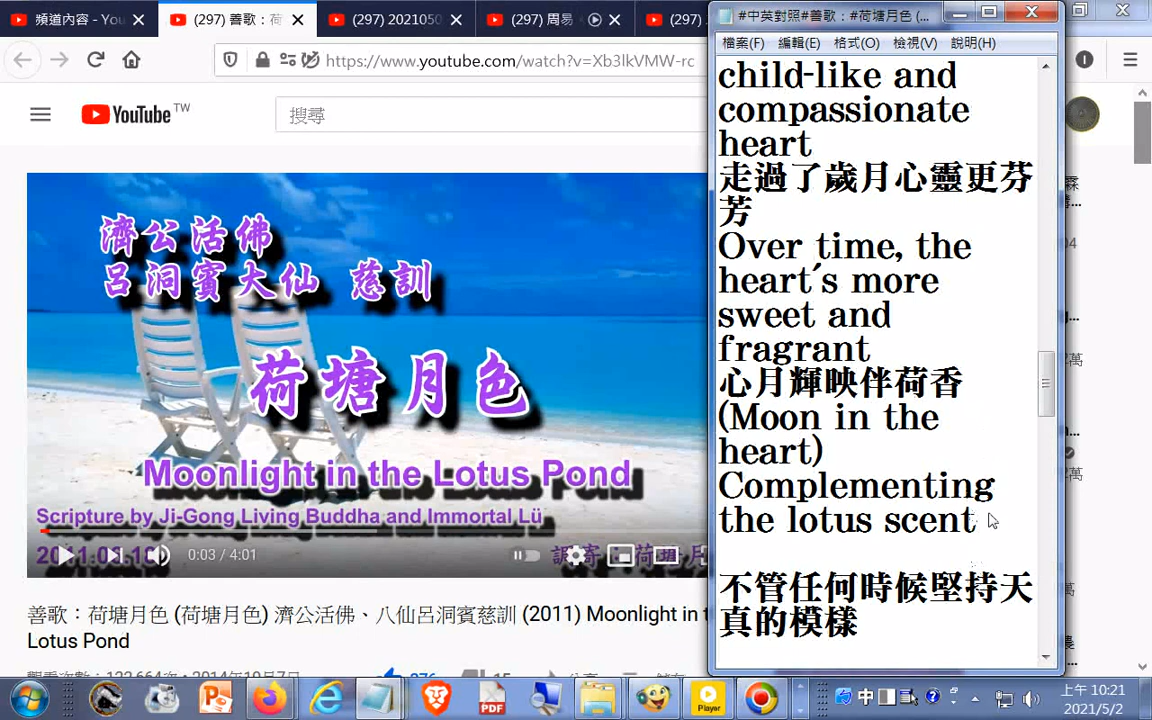 (297) 頻道內容 - You
(297) 善歌：荷
(297) 2021050
(297) 周易
(297)
#中英對照#善歌：#荷塘月色 (...
檔案(F) 編輯(E) 格式(O) 檢視(V) 說明(H)
https://www.youtube.com/watch?v=Xb3lkVMW-rc
YouTube TW
搜尋
child-like and
compassionate
heart
走過了歲月心靈更芬
芳
Over time, the
heart's more
sweet and
fragrant
心月輝映伴荷香
(Moon in the
heart)
Complementing
the lotus scent
不管任何時候堅持天
真的模樣
濟公活佛
呂洞賓大仙 慈訓
荷塘月色
Moonlight in the Lotus Pond
Scripture by Ji-Gong Living Buddha and Immortal Lü
0:03 / 4:01
善歌：荷塘月色 (荷塘月色) 濟公活佛、八仙呂洞賓慈訓 (2011) Moonlight in t
Lotus Pond
中
Player
上午 10:21
2021/5/2